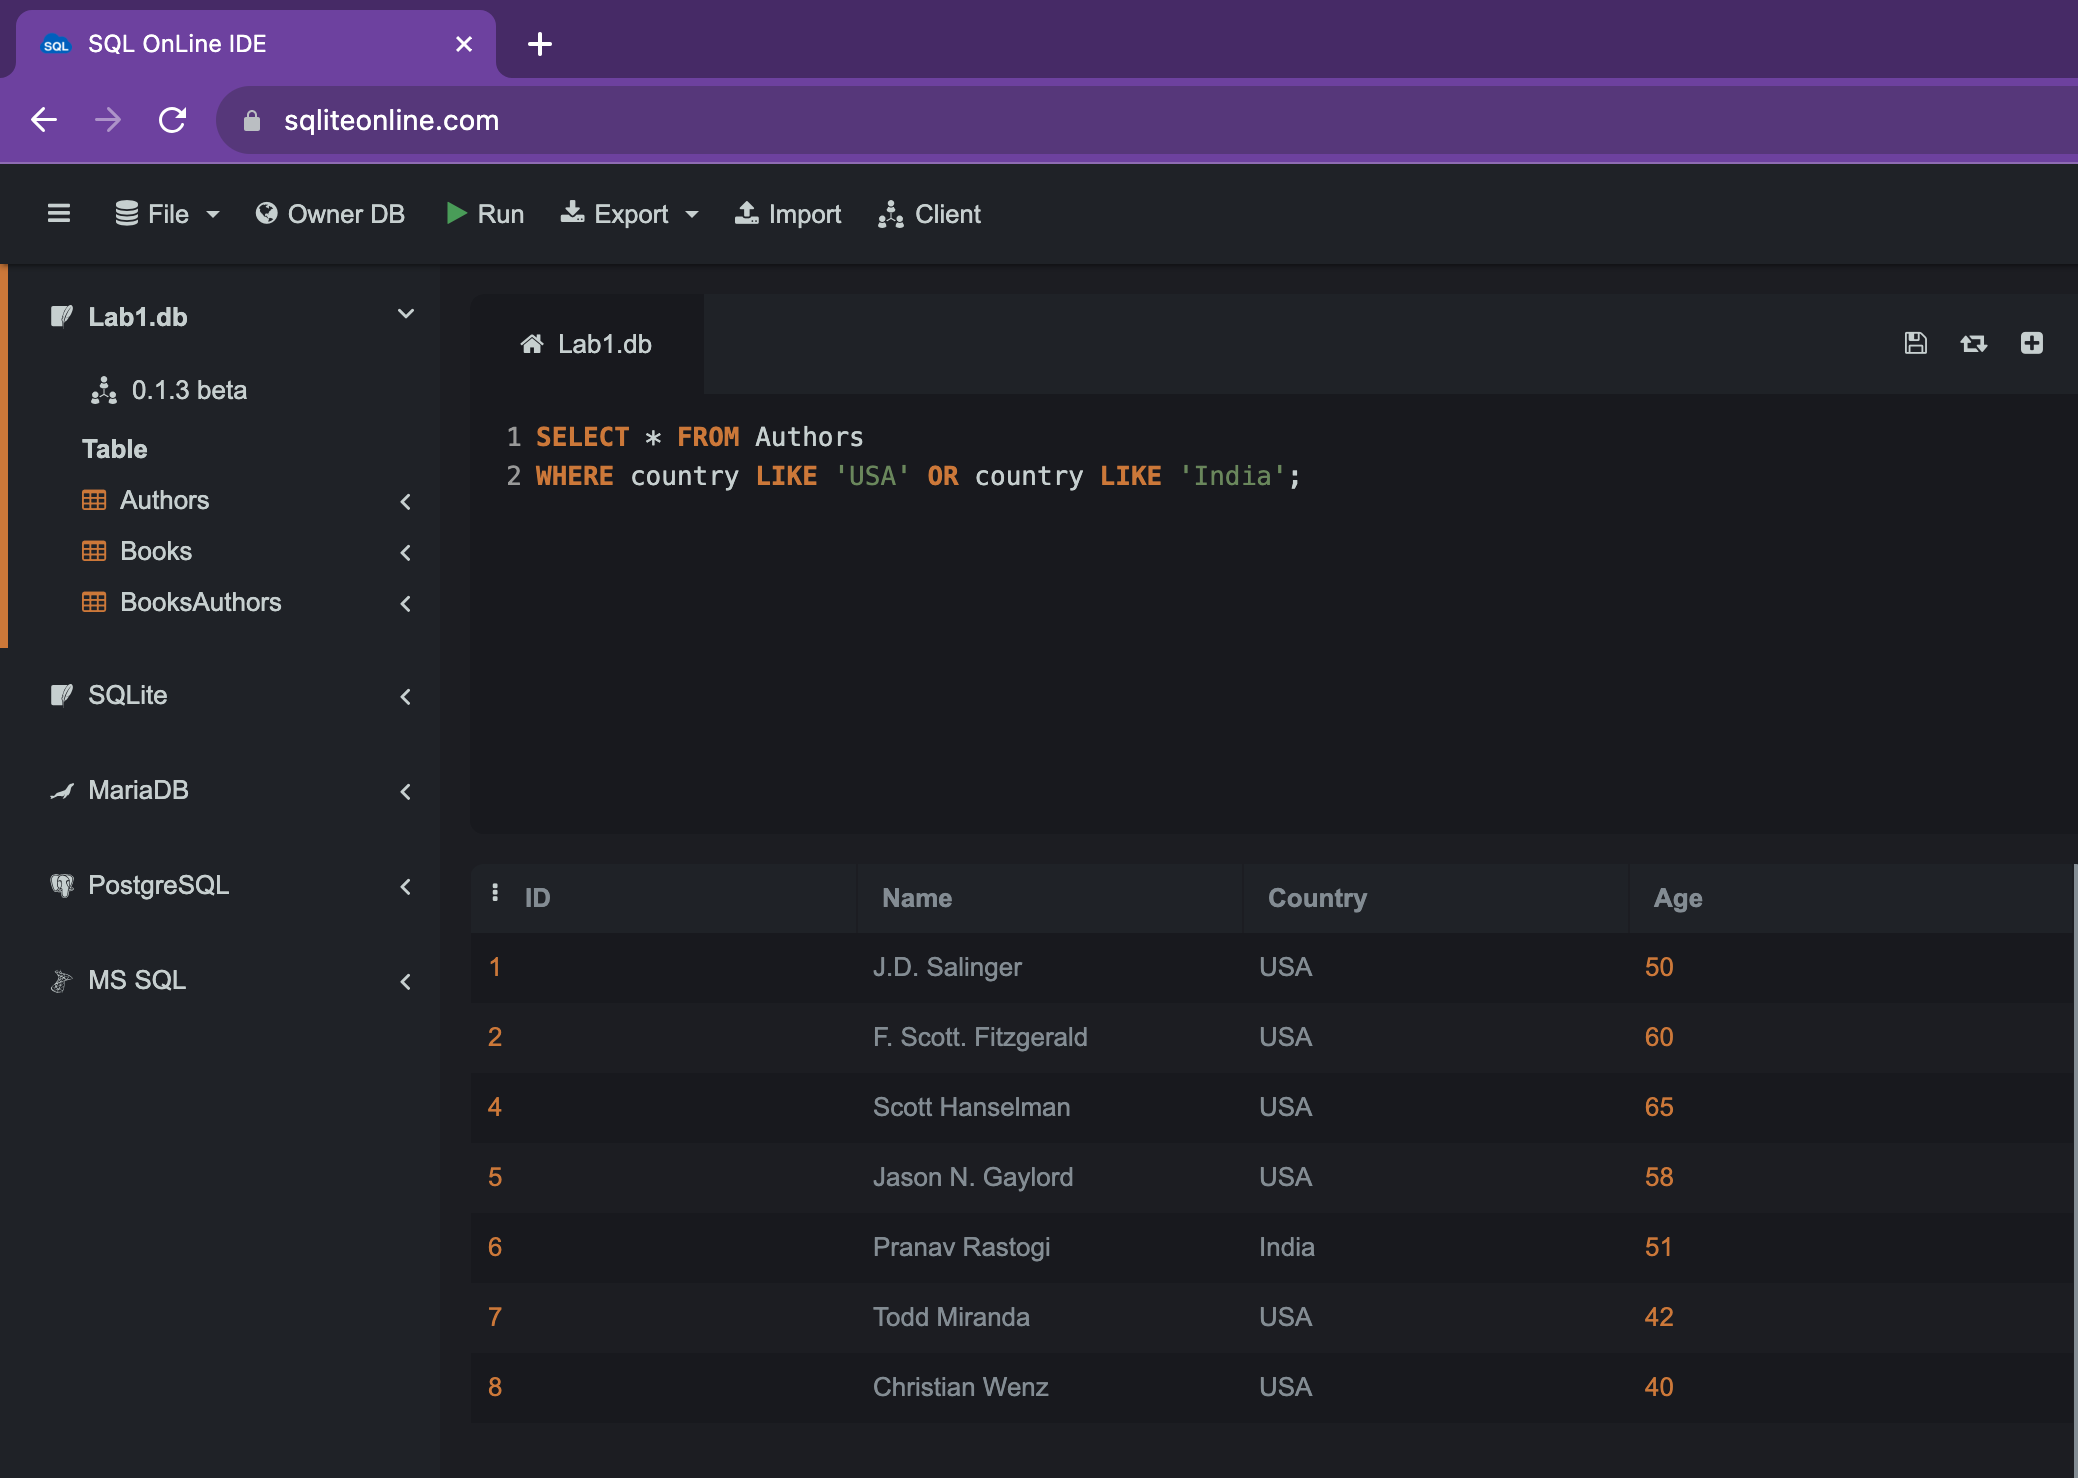 SQL SQL OnLine IDE
sqliteonline.com
File Owner DB Run Export Import Client
Lab1.db
0.1.3 beta
Table
Authors
Books
BooksAuthors
SQLite
MariaDB
PostgreSQL
MS SQL
Lab1.db
1 SELECT * FROM Authors
2 WHERE country LIKE 'USA' OR country LIKE 'India';
ID Name Country Age
1 J.D. Salinger USA 50
2 F. Scott. Fitzgerald USA 60
4 Scott Hanselman USA 65
5 Jason N. Gaylord USA 58
6 Pranav Rastogi India 51
7 Todd Miranda USA 42
8 Christian Wenz USA 40